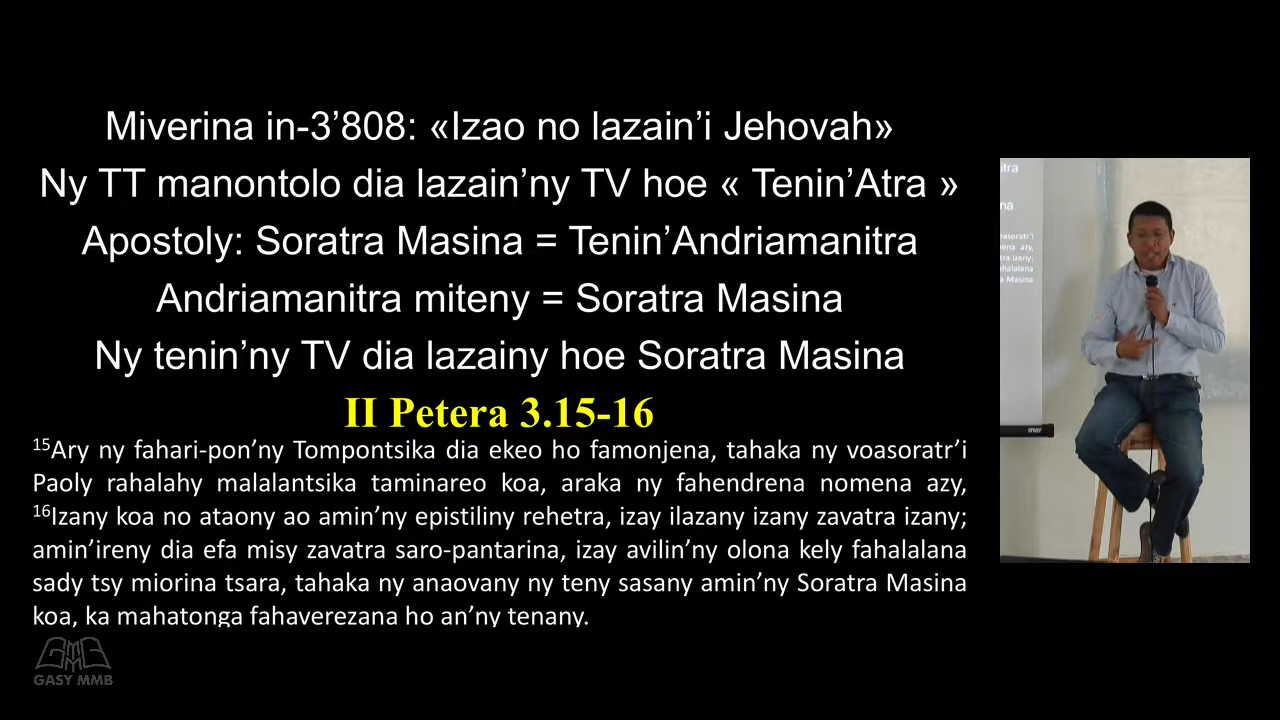 Miverina in-3’808: «Izao no lazain’i Jehovah»
Ny TT manontolo dia lazain’ny TV hoe « Tenin’Atra »
Apostoly: Soratra Masina = Tenin’Andriamanitra
Andriamanitra miteny = Soratra Masina
Ny tenin’ny TV dia lazainy hoe Soratra Masina
II Petera 3.15-16
15Ary ny fahari-pon’ny Tompontsika dia ekeo ho famonjena, tahaka ny voasoratr’i
Paoly rahalahy malalantsika taminareo koa, araka ny fahendrena nomena azy,
16Izany koa no ataony ao amin’ny epistiliny rehetra, izay ilazany izany zavatra izany;
amin’ireny dia efa misy zavatra saro-pantarina, izay avilin’ny olona kely fahalalana
sady tsy miorina tsara, tahaka ny anaovany ny teny sasany amin’ny Soratra Masina
koa, ka mahatonga fahaverezana ho an’ny tenany.
GASY MMB